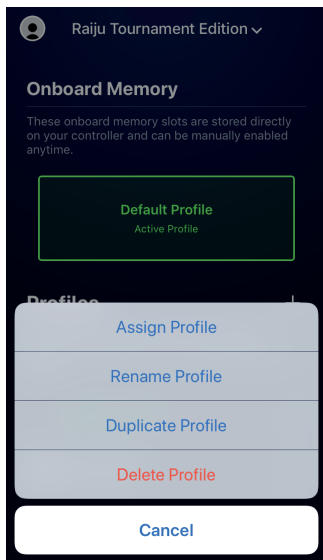 Raiju Tournament Edition
Onboard Memory
These onboard memory slots are stored directly
on your controller and can be manually enabled
anytime.
Default Profile
Active Profile
Profiles
Assign Profile
Rename Profile
Duplicate Profile
Delete Profile
Cancel